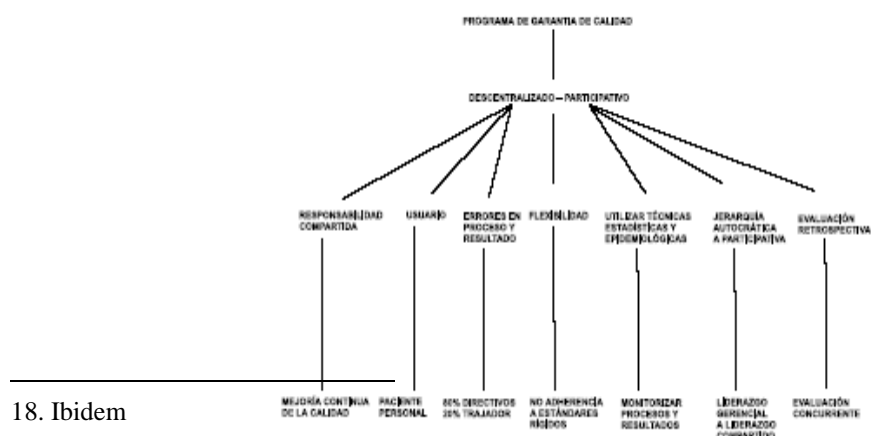 PROGRAMA DE GARANTIA DE CALIDAD
DESCENTRALIZADO – PARTICIPATIVO
RESPONSABILIDAD
COMPARTIDA
USUARIO
ERRORES EN
PROCESO Y
RESULTADO
FLEXIBILIDAD
UTILIZAR TÉCNICAS
ESTADÍSTICAS Y
EPIDEMIOLÓGICAS
JERARQUÍA
AUTOCRÁTICA
A PARTICIPATIVA
EVALUACIÓN
RETROSPECTIVA
MEJORÍA CONTINUA
DE LA CALIDAD
PACIENTE
PERSONAL
80% DIRECTIVOS
20% TRAJADOR
NO ADHERENCIA
A ESTÁNDARES
RÍGIDOS
MONITORIZAR
PROCESOS Y
RESULTADOS
LIDERAZGO
GERENCIAL
A LIDERAZGO
COMPARTIDO
EVALUACIÓN
CONCURRENTE
18. Ibidem